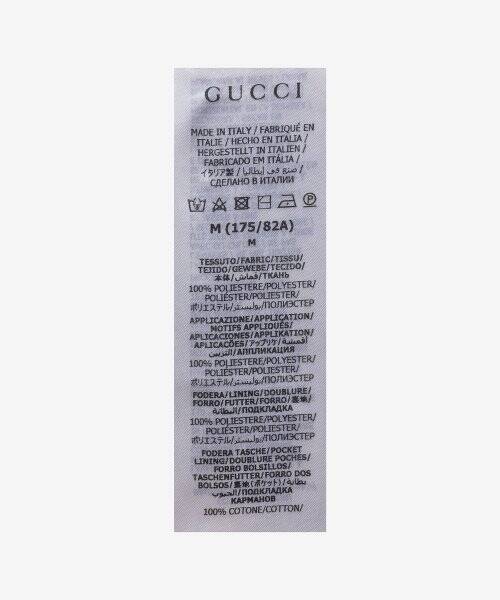 GUCCI
MADE IN ITALY / FABRIQUÉ EN
ITALIE / HECHO EN ITALIA /
HERGESTELLT IN ITALIEN /
FABRICADO EM ITÁLIA /
イタリア製 / صنع في إيطاليا /
СДЕЛАНО В ИТАЛИИ
M (175/82A)
M
TESSUTO/FABRIC/TISSU/
TEJIDO/GEWEBE/TECIDO/
本体/قماش/ТКАНЬ
100% POLIESTERE/POLYESTER/
POLIÉSTER/POLYESTER/
ポリエステル/بوليستر/ПОЛИЭСТЕР
APPLICAZIONE/APPLICATION/
MOTIFS APPLIQUÉS/
APLICACIONES/APPLIKATION/
APLICAÇÕES/アップリケ/أقمشة
التزيين/АППЛИКАЦИЯ
100% POLIESTERE/POLYESTER/
POLIÉSTER/POLYESTER/
ポリエステル/بوليستر/ПОЛИЭСТЕР
FODERA/LINING/DOUBLURE/
FORRO/FUTTER/FORRO/裏地/
البطانة/ПОДКЛАДКА
100% POLIESTERE/POLYESTER/
POLIÉSTER/POLYESTER/
ポリエステル/بوليستر/ПОЛИЭСТЕР
FODERA TASCHE/POCKET
LINING/DOUBLURE POCHES/
FORRO BOLSILLOS/
TASCHENFUTTER/FORRO DOS
BOLSOS/裏地(ポケット)/بطانة
الجيوب/ПОДКЛАДКА
КАРМАНОВ
100% COTONE/COTTON/